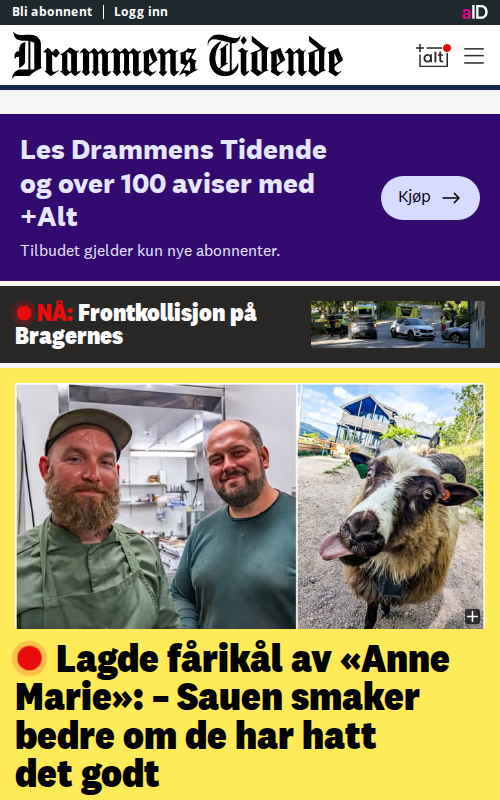 Bli abonnent | Logg inn
aID
Drammens Tidende
+alt
Les Drammens Tidende
og over 100 aviser med
+Alt
Kjøp →
Tilbudet gjelder kun nye abonnenter.
NÅ: Frontkollisjon på
Bragernes
Lagde fårikål av «Anne
Marie»: – Sauen smaker
bedre om de har hatt
det godt